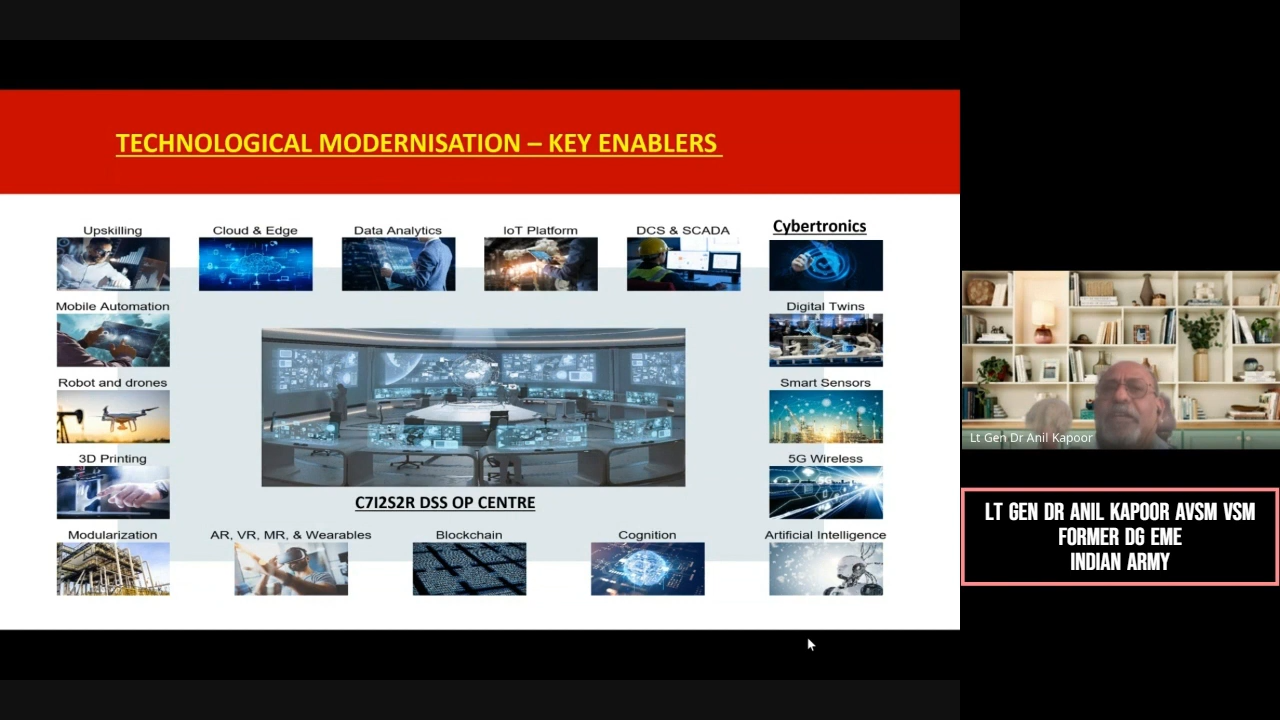 TECHNOLOGICAL MODERNISATION – KEY ENABLERS
Upskilling
Cloud & Edge
Data Analytics
IoT Platform
DCS & SCADA
Cybertronics
Mobile Automation
Digital Twins
Robot and drones
Smart Sensors
3D Printing
5G Wireless
C7I2S2R DSS OP CENTRE
Modularization
AR, VR, MR, & Wearables
Blockchain
Cognition
Artificial Intelligence
Lt Gen Dr Anil Kapoor
LT GEN DR ANIL KAPOOR AVSM VSM
FORMER DG EME
INDIAN ARMY